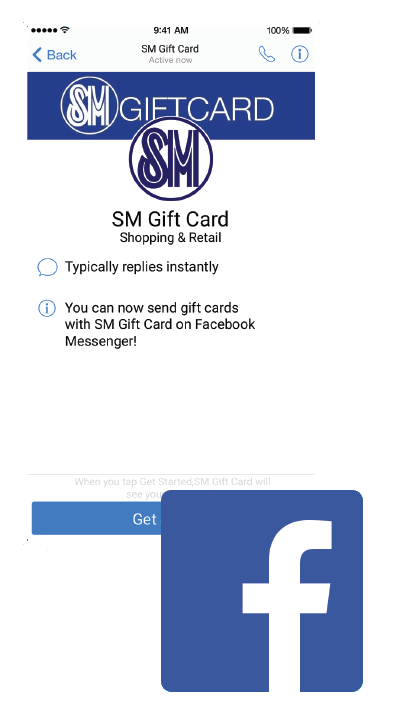 9:41 AM
100%
Back
SM Gift Card
Active now
SM GIFTCARD
SM
SM Gift Card
Shopping & Retail
Typically replies instantly
You can now send gift cards
with SM Gift Card on Facebook
Messenger!
When you tap Get Started,SM Gift Card will
see you
Get
f